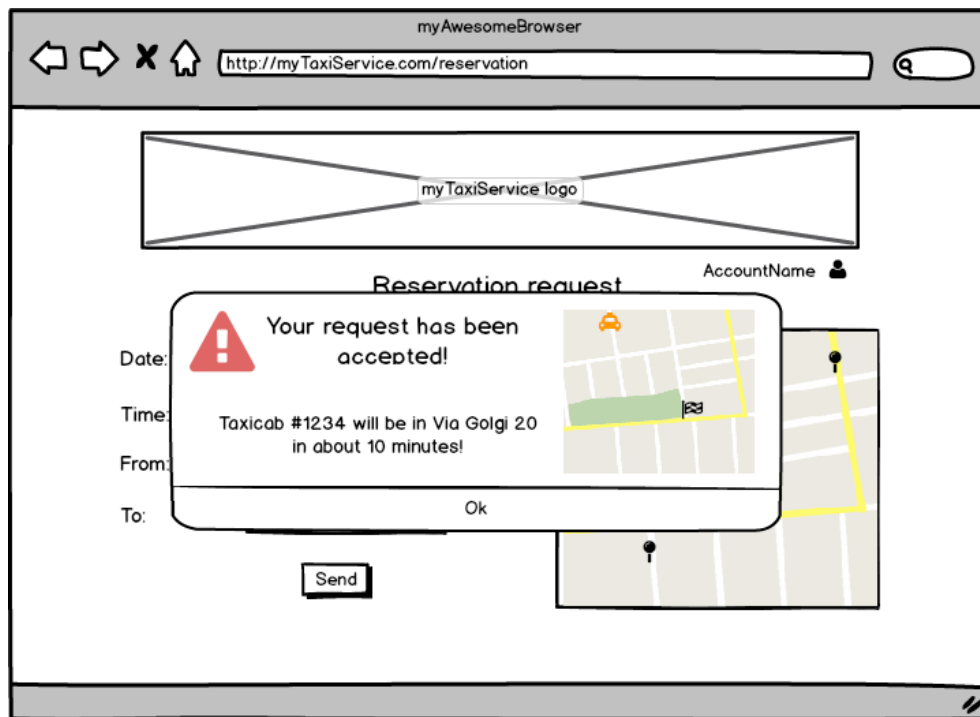 myAwesomeBrowser
http://myTaxiService.com/reservation
myTaxiService logo
AccountName
Reservation request
Your request has been
accepted!
Date:
Time:
Taxicab #1234 will be in Via Golgi 20
in about 10 minutes!
From:
To:
Ok
Send